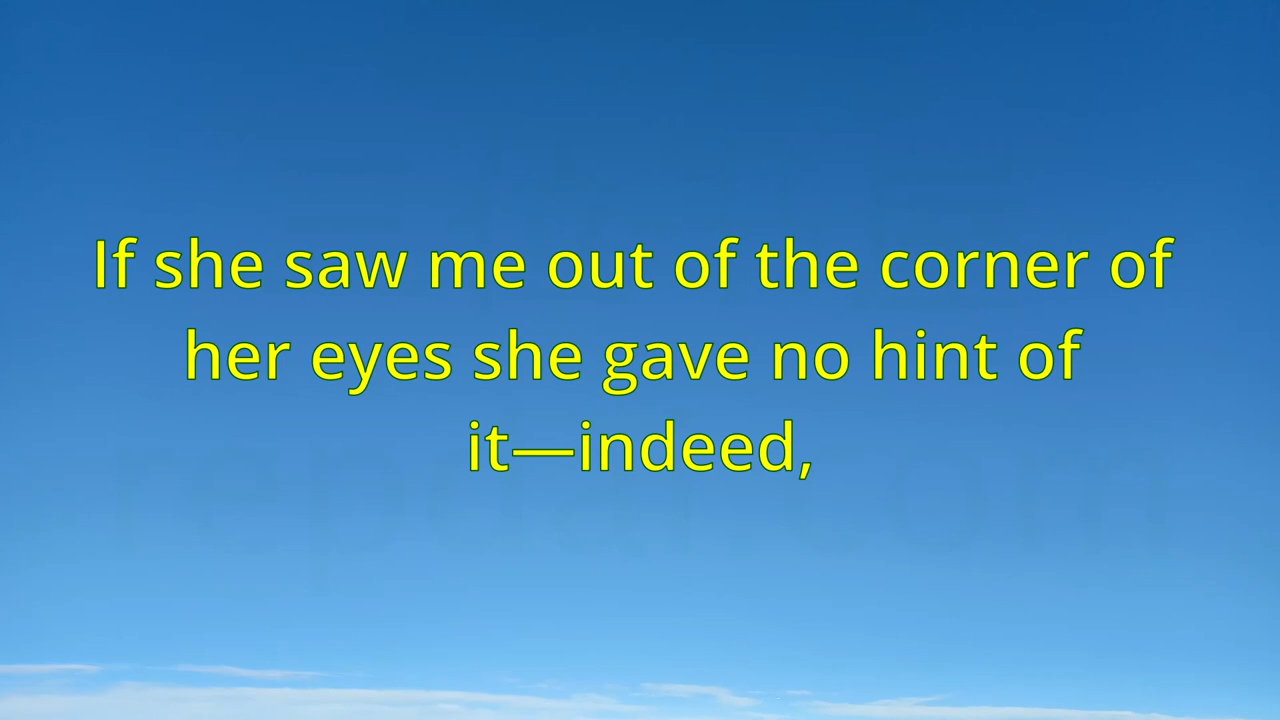 If she saw me out of the corner of
her eyes she gave no hint of
it—indeed,